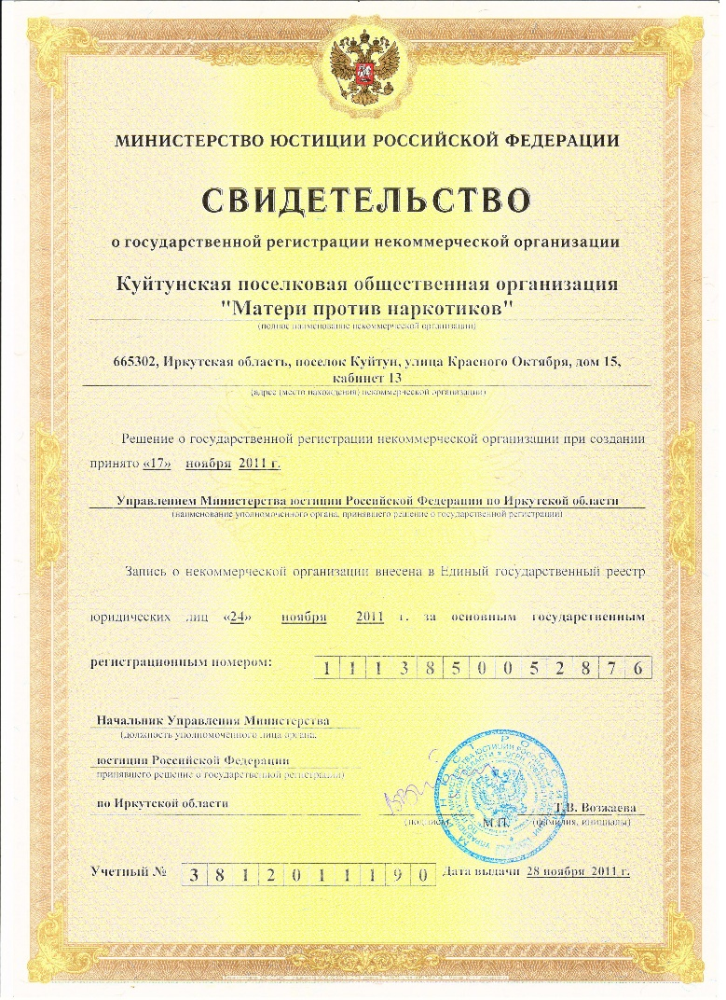 МИНИСТЕРСТВО ЮСТИЦИИ РОССИЙСКОЙ ФЕДЕРАЦИИ
СВИДЕТЕЛЬСТВО
о государственной регистрации некоммерческой организации
Куйтунская поселковая общественная организация
"Матери против наркотиков"
(полное наименование некоммерческой организации)
665302, Иркутская область, поселок Куйтун, улица Красного Октября, дом 15,
кабинет 13
(адрес (место нахождения) некоммерческой организации)
Решение о государственной регистрации некоммерческой организации при создании
принято «17» ноября 2011 г.
Управлением Министерства юстиции Российской Федерации по Иркутской области
(наименование уполномоченного органа, принявшего решение о государственной регистрации)
Запись о некоммерческой организации внесена в Единый государственный реестр
юридических лиц «24» ноября 2011 г. за основным государственным
регистрационным номером: 1 1 1 3 8 5 0 0 5 2 8 7 6
Начальник Управления Министерства
(должность уполномоченного лица органа,
юстиции Российской Федерации
принявшего решение о государственной регистрации)
по Иркутской области Т.В. Возжаева
(подпись) М.П. (фамилия, инициалы)
Учетный № 3 8 1 2 0 1 1 1 9 0 Дата выдачи 28 ноября 2011 г.